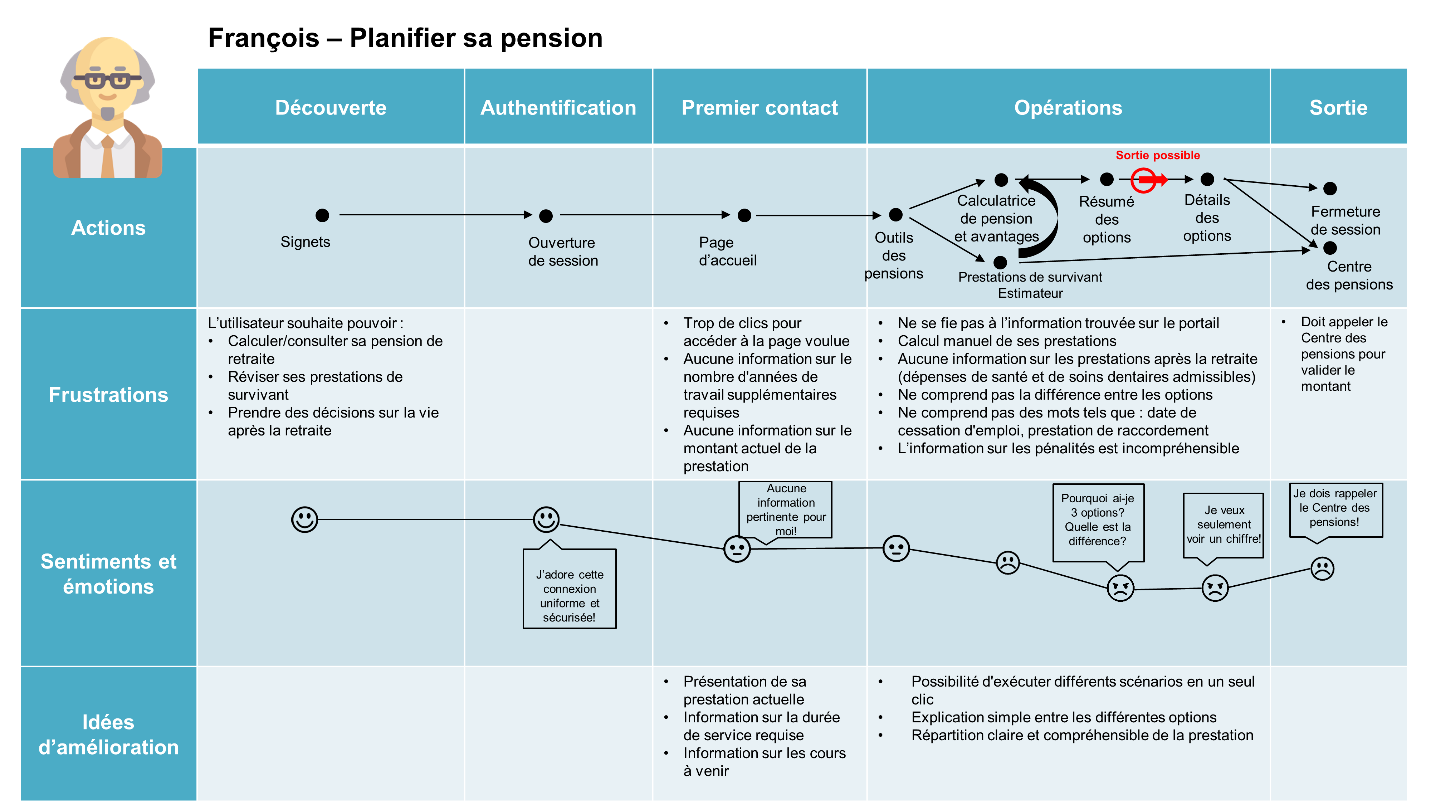 François – Planifier sa pension
Découverte
Authentification
Premier contact
Opérations
Sortie
Actions
Signets
Ouverture
de session
Page
d’accueil
Outils
des
pensions
Calculatrice
de pension
et avantages
Prestations de survivant
Estimateur
Résumé
des
options
Sortie possible
Détails
des
options
Fermeture
de session
Centre
des pensions
Frustrations
L’utilisateur souhaite pouvoir :
• Calculer/consulter sa pension de
retraite
• Réviser ses prestations de
survivant
• Prendre des décisions sur la vie
après la retraite
• Trop de clics pour
accéder à la page voulue
• Aucune information sur le
nombre d'années de
travail supplémentaires
requises
• Aucune information sur le
montant actuel de la
prestation
• Ne se fie pas à l’information trouvée sur le portail
• Calcul manuel de ses prestations
• Aucune information sur les prestations après la retraite
(dépenses de santé et de soins dentaires admissibles)
• Ne comprend pas la différence entre les options
• Ne comprend pas des mots tels que : date de
cessation d'emploi, prestation de raccordement
• L’information sur les pénalités est incompréhensible
• Doit appeler le
Centre des
pensions pour
valider le
montant
Sentiments et
émotions
J’adore cette
connexion
uniforme et
sécurisée!
Aucune
information
pertinente pour
moi!
Pourquoi ai-je
3 options?
Quelle est la
différence?
Je veux
seulement
voir un chiffre!
Je dois rappeler
le Centre des
pensions!
Idées
d’amélioration
• Présentation de sa
prestation actuelle
• Information sur la durée
de service requise
• Information sur les cours
à venir
• Possibilité d'exécuter différents scénarios en un seul
clic
• Explication simple entre les différentes options
• Répartition claire et compréhensible de la prestation